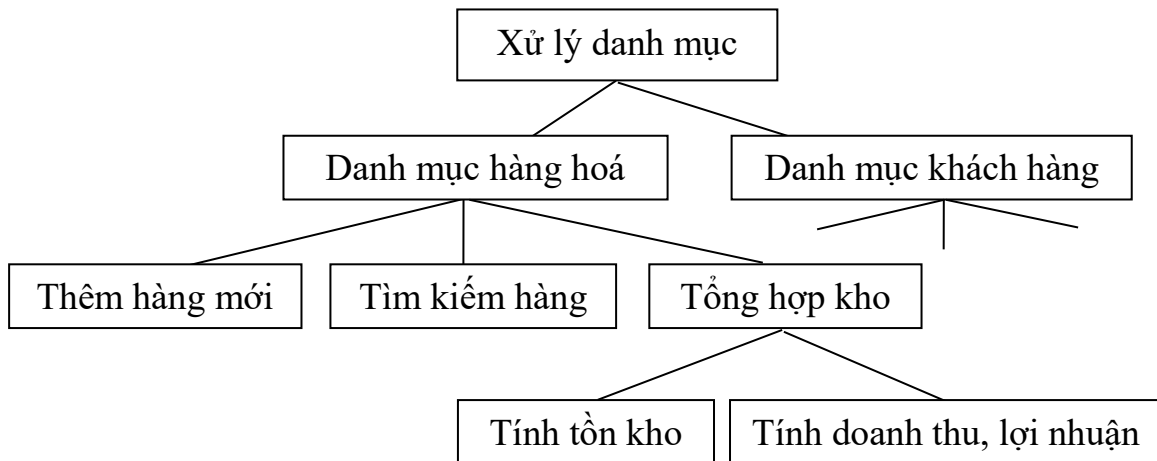 Xử lý danh mục
Danh mục hàng hoá
Danh mục khách hàng
Thêm hàng mới
Tìm kiếm hàng
Tổng hợp kho
Tính tồn kho
Tính doanh thu, lợi nhuận